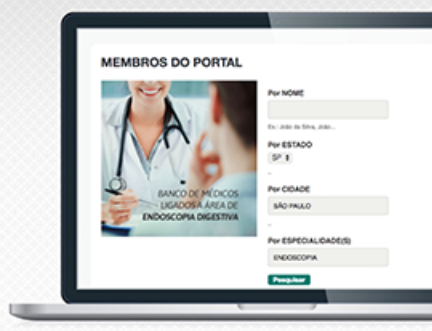 MEMBROS DO PORTAL
BANCO DE MÉDICOS
LIGADOS A ÁREA DE
ENDOSCOPIA DIGESTIVA
Por NOME
Ex.: João da Silva, João...
Por ESTADO
SP
Por CIDADE
SÃO PAULO
Por ESPECIALIDADE(S)
ENDOSCOPIA
Pesquisar